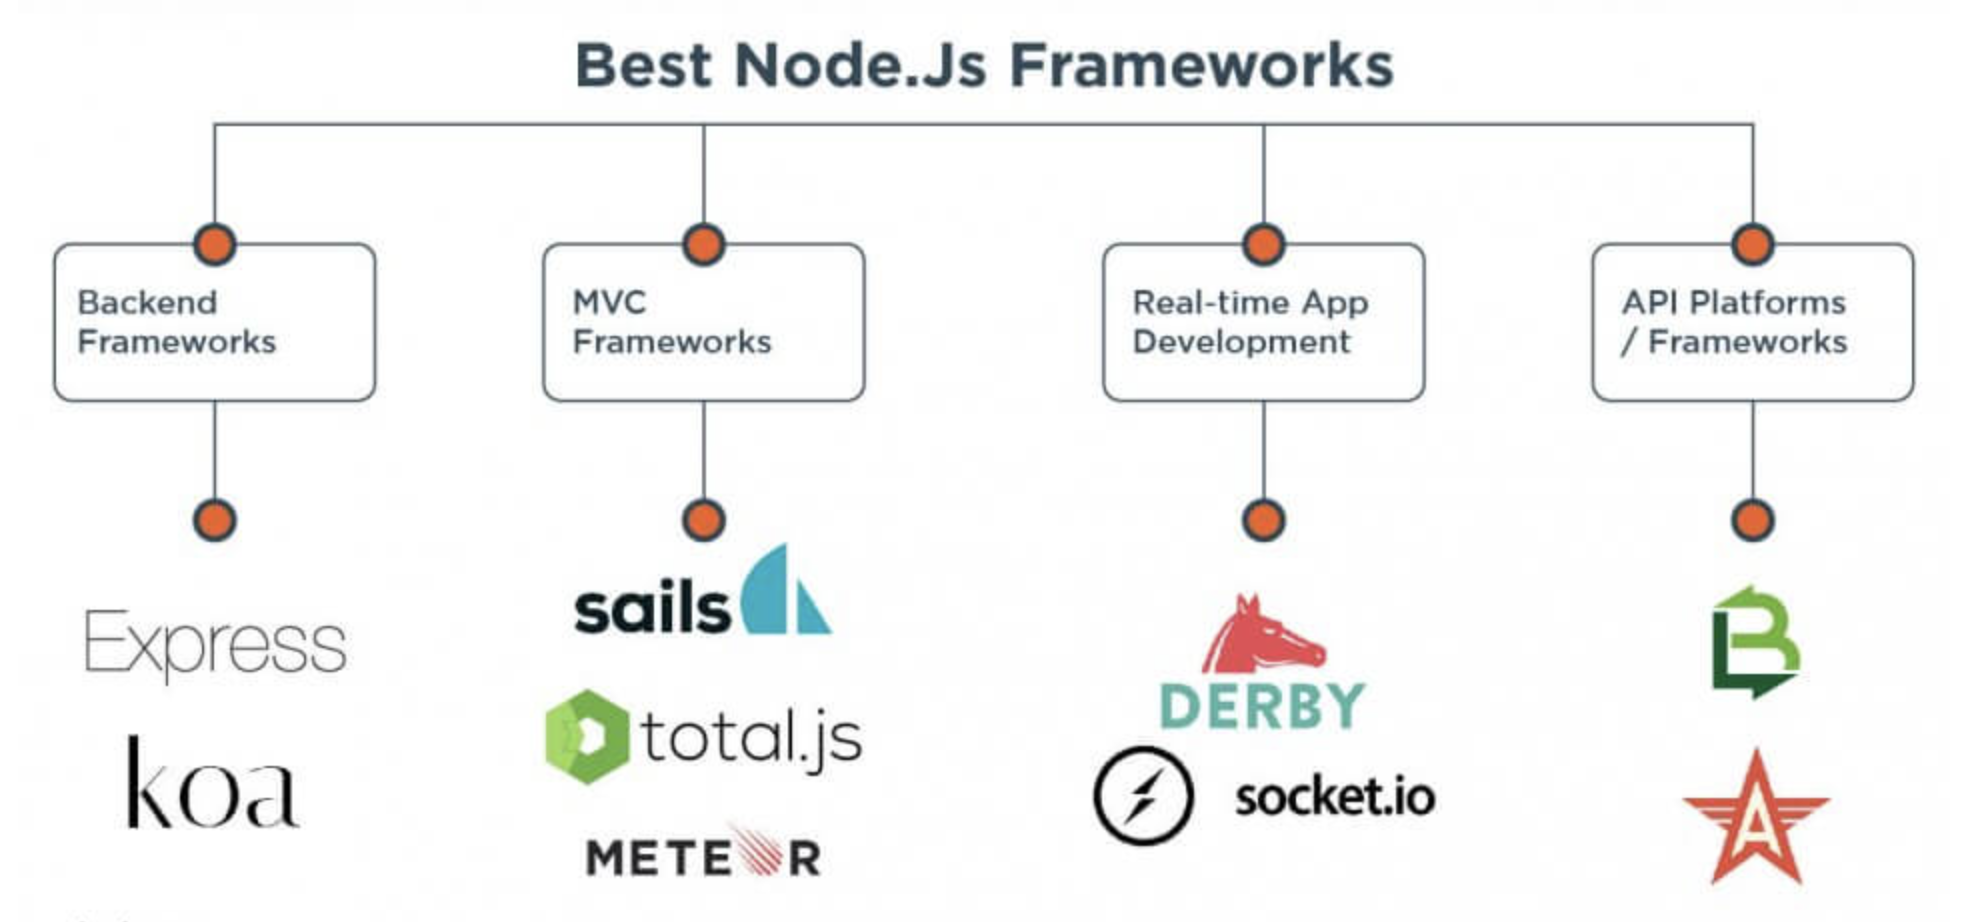 Best Node.Js Frameworks
Backend
Frameworks
MVC
Frameworks
Real-time App
Development
API Platforms
/ Frameworks
Express
koa
sails
total.js
METEOR
DERBY
socket.io
B
A